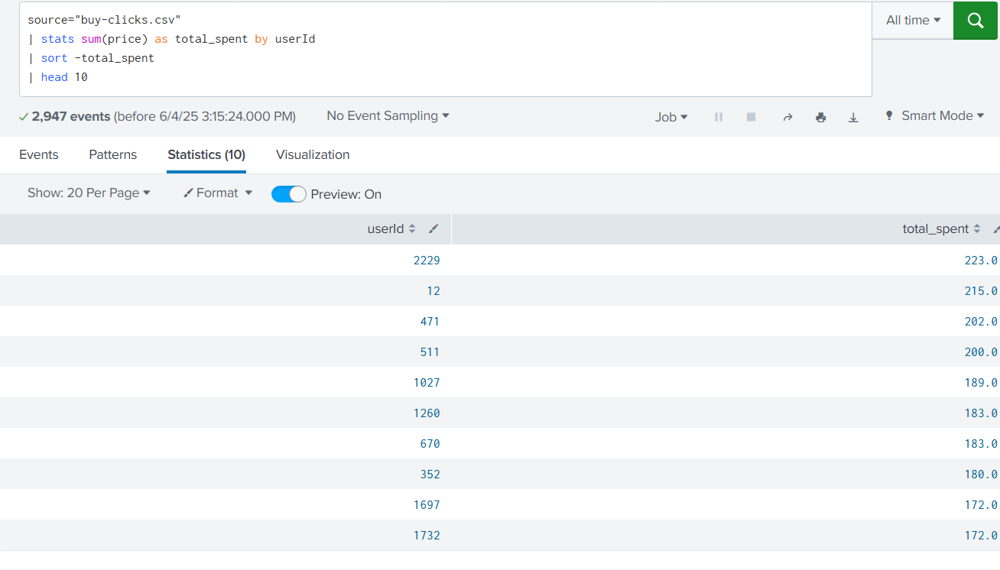 source="buy-clicks.csv"
| stats sum(price) as total_spent by userId
| sort -total_spent
| head 10
All time
2,947 events (before 6/4/25 3:15:24.000 PM)
No Event Sampling
Job
Smart Mode
Events
Patterns
Statistics (10)
Visualization
Show: 20 Per Page
Format
Preview: On
userId total_spent
2229 223.0
12 215.0
471 202.0
511 200.0
1027 189.0
1260 183.0
670 183.0
352 180.0
1697 172.0
1732 172.0